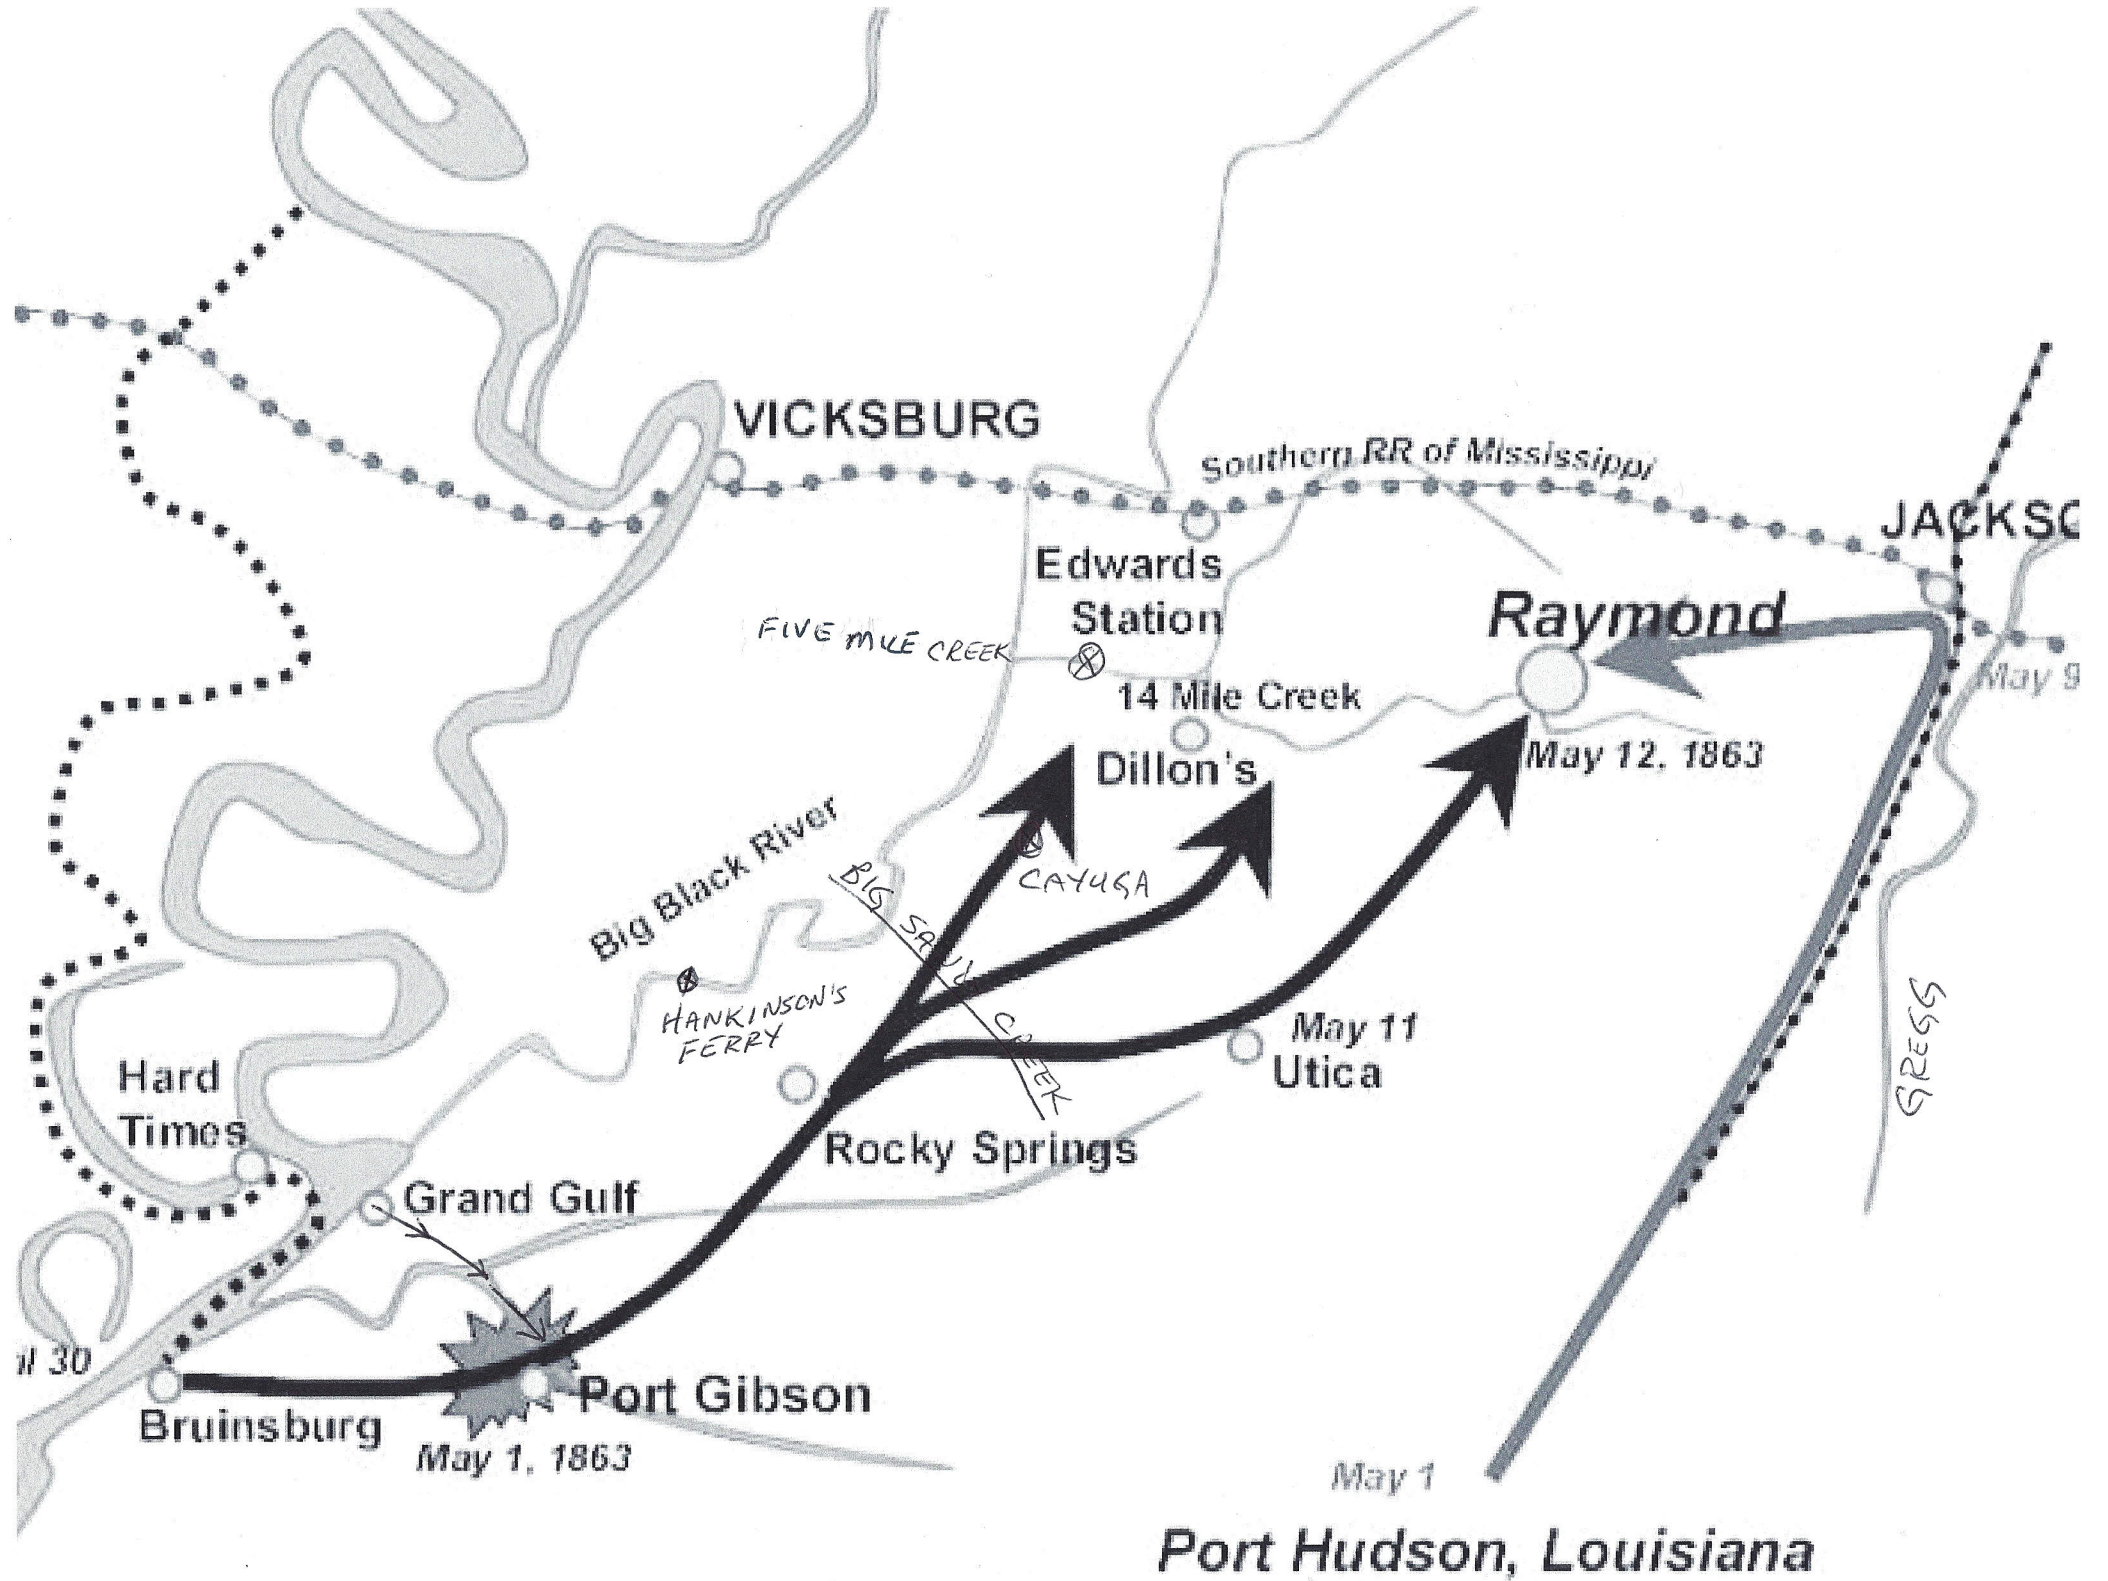 VICKSBURG
Southern RR of Mississippi
JACKSO
Edwards
Station
FIVE MILE CREEK
Raymond
May 9
14 Mile Creek
May 12, 1863
Dillon's
Big Black River
BIG SANDY CREEK
CAYUGA
HANKINSON'S
FERRY
GREGG
May 11
Utica
Hard
Times
Rocky Springs
Grand Gulf
il 30
Port Gibson
Bruinsburg
May 1, 1863
May 1
Port Hudson, Louisiana